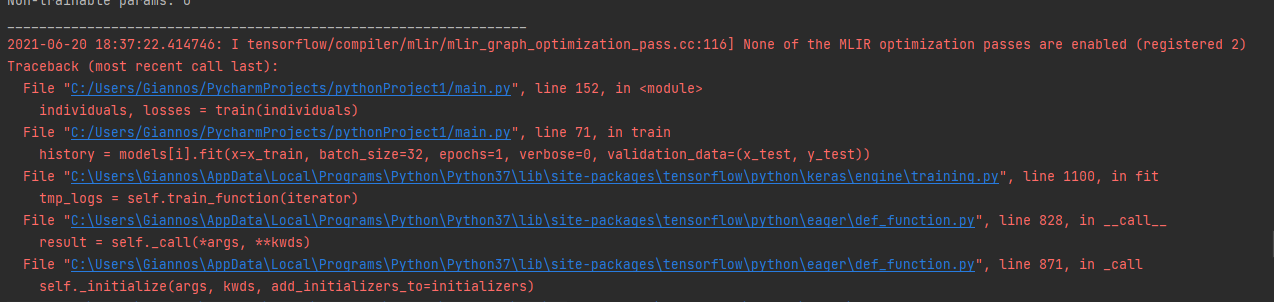 Non-trainable params: 0
_________________________________________________________________
2021-06-20 18:37:22.414746: I tensorflow/compiler/mlir/mlir_graph_optimization_pass.cc:116] None of the MLIR optimization passes are enabled (registered 2)
Traceback (most recent call last):
  File "C:/Users/Giannos/PycharmProjects/pythonProject1/main.py", line 152, in <module>
    individuals, losses = train(individuals)
  File "C:/Users/Giannos/PycharmProjects/pythonProject1/main.py", line 71, in train
    history = models[i].fit(x=x_train, batch_size=32, epochs=1, verbose=0, validation_data=(x_test, y_test))
  File "C:\Users\Giannos\AppData\Local\Programs\Python\Python37\lib\site-packages\tensorflow\python\keras\engine\training.py", line 1100, in fit
    tmp_logs = self.train_function(iterator)
  File "C:\Users\Giannos\AppData\Local\Programs\Python\Python37\lib\site-packages\tensorflow\python\eager\def_function.py", line 828, in __call__
    result = self._call(*args, **kwds)
  File "C:\Users\Giannos\AppData\Local\Programs\Python\Python37\lib\site-packages\tensorflow\python\eager\def_function.py", line 871, in _call
    self._initialize(args, kwds, add_initializers_to=initializers)